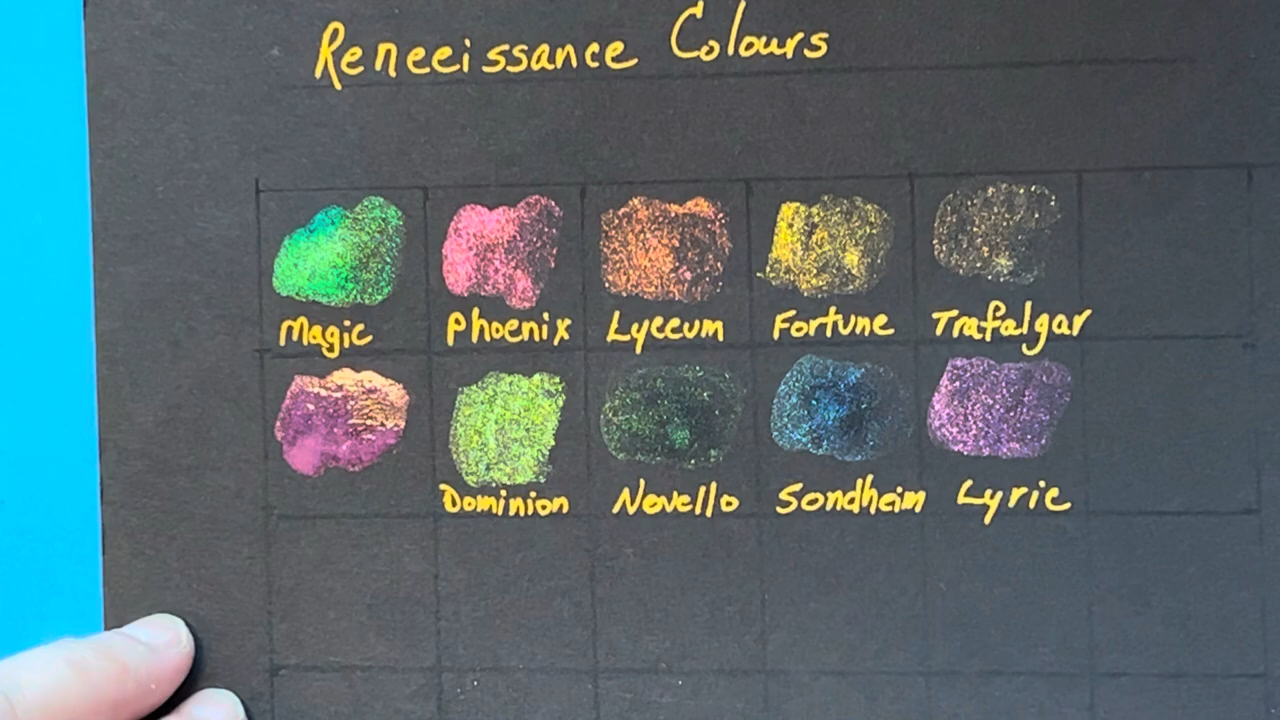 Reneeissance Colours
Magic Phoenix Lyceum Fortune Trafalgar
Dominion Novello Sondheim Lyric